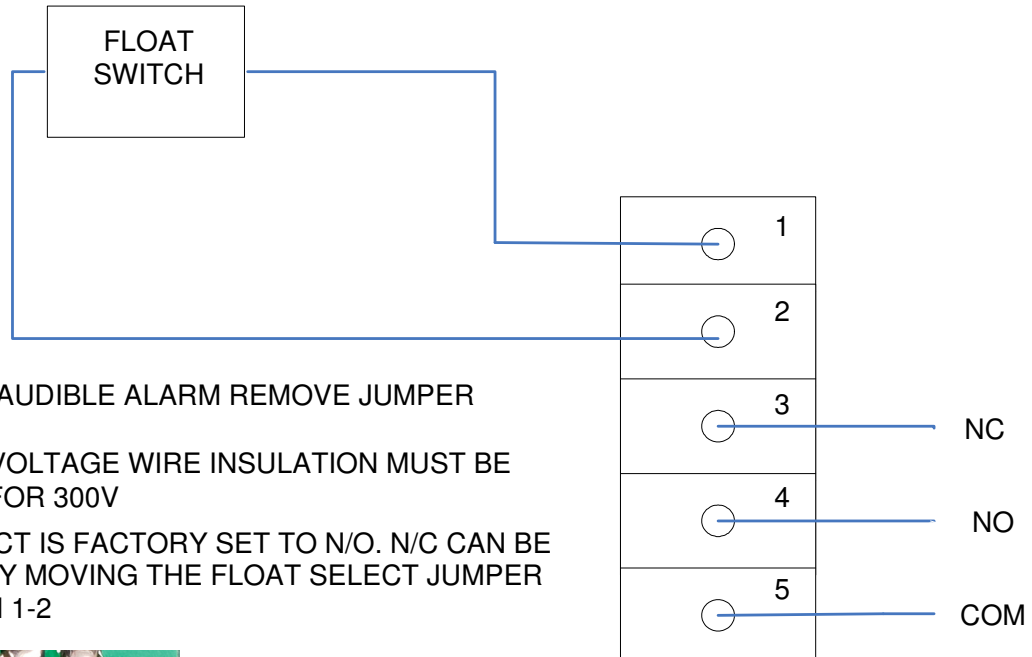 FLOAT
SWITCH
1
2
3
NC
4
NO
5
COM
AUDIBLE ALARM REMOVE JUMPER
VOLTAGE WIRE INSULATION MUST BE
FOR 300V
CT IS FACTORY SET TO N/O. N/C CAN BE
Y MOVING THE FLOAT SELECT JUMPER
1-2